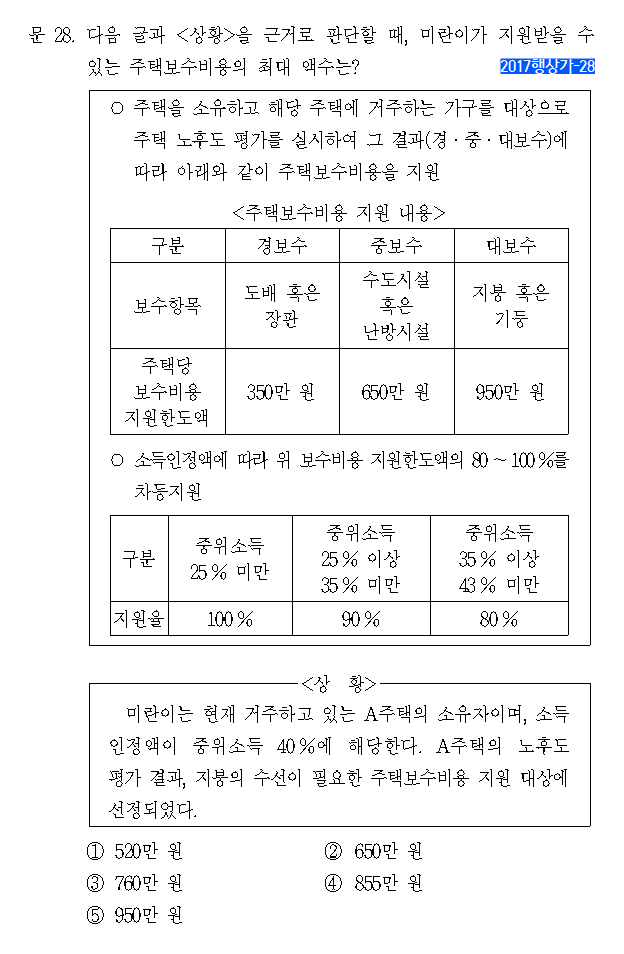 문 28. 다음 글과 <상황>을 근거로 판단할 때, 미란이가 지원받을 수
있는 주택보수비용의 최대 액수는?
2017행상가-28
○ 주택을 소유하고 해당 주택에 거주하는 가구를 대상으로
주택 노후도 평가를 실시하여 그 결과(경·중·대보수)에
따라 아래와 같이 주택보수비용을 지원
<주택보수비용 지원 내용>
구분 경보수 중보수 대보수
보수항목 도배 혹은 장판 수도시설 혹은 난방시설 지붕 혹은 기둥
주택당 보수비용 지원한도액 350만 원 650만 원 950만 원
○ 소득인정액에 따라 위 보수비용 지원한도액의 80~100%를
차등지원
구분 중위소득 25% 미만 중위소득 25% 이상 35% 미만 중위소득 35% 이상 43% 미만
지원율 100% 90% 80%
<상 황>
미란이는 현재 거주하고 있는 A주택의 소유자이며, 소득
인정액이 중위소득 40%에 해당한다. A주택의 노후도
평가 결과, 지붕의 수선이 필요한 주택보수비용 지원 대상에
선정되었다.
① 520만 원 ② 650만 원
③ 760만 원 ④ 855만 원
⑤ 950만 원